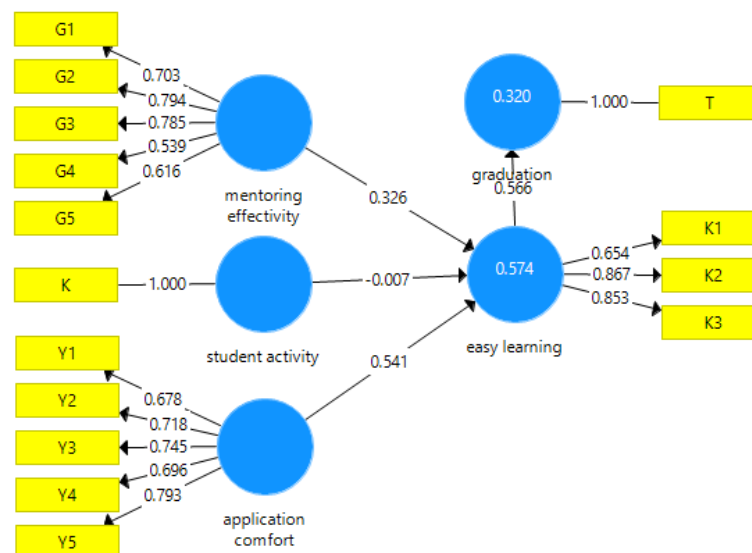 G1
G2
G3
G4
G5
0.703
0.794
0.785
0.539
0.616
mentoring
effectivity
0.326
K
1.000
student activity
-0.007
Y1
Y2
Y3
Y4
Y5
0.678
0.718
0.745
0.696
0.793
application
comfort
0.541
0.320
graduation
1.000
T
0.566
0.574
easy learning
0.654
0.867
0.853
K1
K2
K3